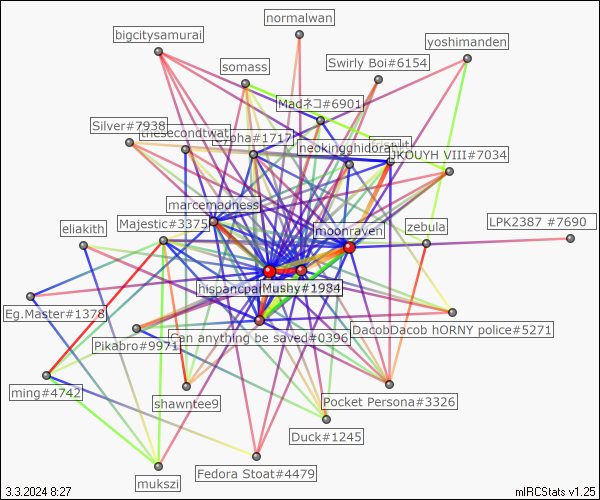 normalwan
bigcitysamurai
yoshimanden
Swirly Boi#6154
somass
Madネコ#6901
Silver#7938
thesecondtwat
Cypha#1717
neokingghidorah
JKOUYH VIII#7034
marcemadness
Majestic#3375
LPK2387 #7690
zebula
moonraven
eliakith
hispancpa
Mushy#1984
Eg.Master#1378
DacobDacob hORNY police#5271
Can anything be saved#0396
Pikabro#9971
ming#4742
shawntee9
Pocket Persona#3326
Duck#1245
Fedora Stoat#4479
mukszi
3.3.2024 8:27
mIRCStats v1.25